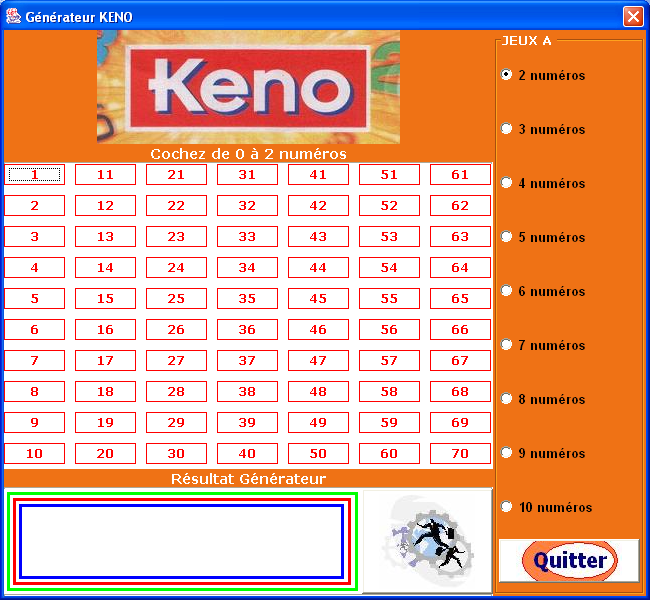 Générateur KENO
Keno
Cochez de 0 à 2 numéros
1 11 21 31 41 51 61
2 12 22 32 42 52 62
3 13 23 33 43 53 63
4 14 24 34 44 54 64
5 15 25 35 45 55 65
6 16 26 36 46 56 66
7 17 27 37 47 57 67
8 18 28 38 48 58 68
9 19 29 39 49 59 69
10 20 30 40 50 60 70
Résultat Générateur
JEUX A
2 numéros
3 numéros
4 numéros
5 numéros
6 numéros
7 numéros
8 numéros
9 numéros
10 numéros
Quitter